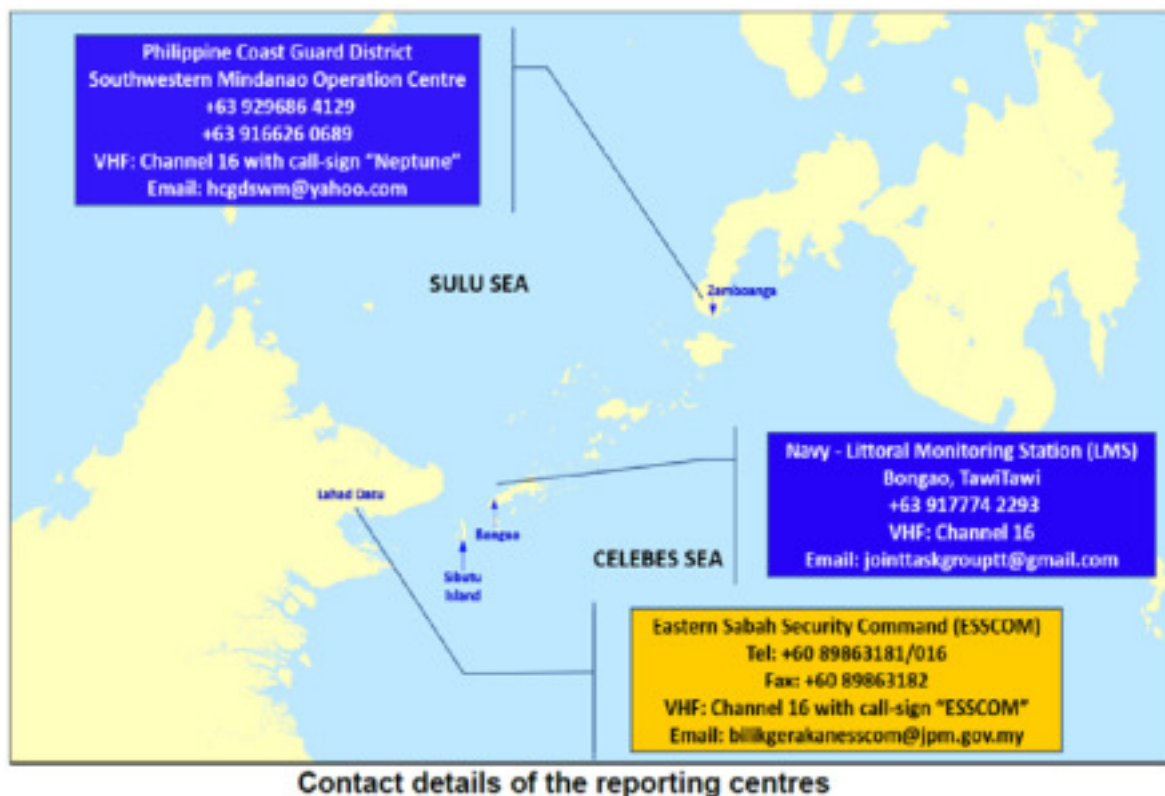 Philippine Coast Guard District
Southwestern Mindanao Operation Centre
+63 929686 4129
+63 916626 0689
VHF: Channel 16 with call-sign “Neptune”
Email: hcgdswm@yahoo.com
SULU SEA
Zamboanga
Navy - Littoral Monitoring Station (LMS)
Bongao, TawiTawi
+63 917774 2293
VHF: Channel 16
Email: jointtaskgrouptt@gmail.com
Lahad Datu
Bongao
CELEBES SEA
Sibutu
Island
Eastern Sabah Security Command (ESSCOM)
Tel: +60 89863181/016
Fax: +60 89863182
VHF: Channel 16 with call-sign “ESSCOM”
Email: bilikgerakanesscom@jpm.gov.my
Contact details of the reporting centres